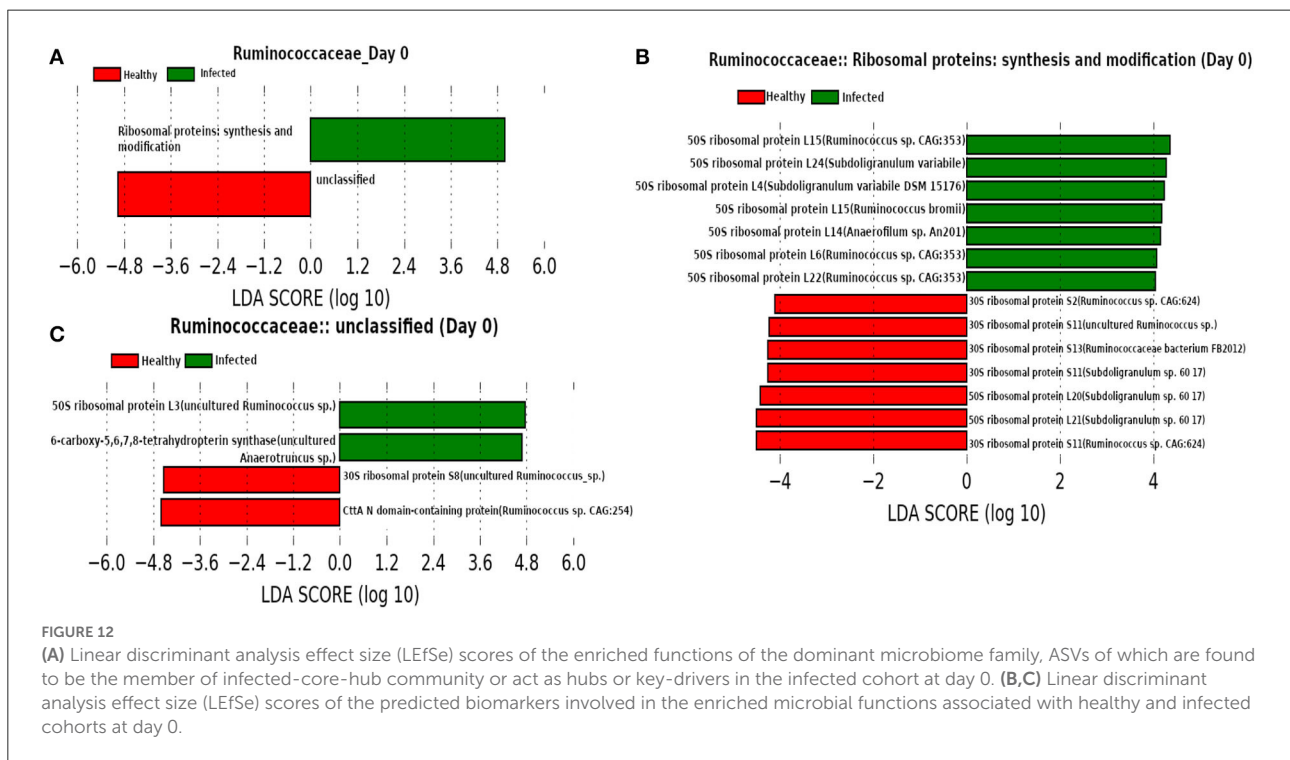 A
Ruminococcaceae_Day 0
Healthy
Infected
Ribosomal proteins: synthesis and
modification
unclassified
−6.0 −4.8 −3.6 −2.4 −1.2 0.0 1.2 2.4 3.6 4.8 6.0
LDA SCORE (log 10)
B
Ruminococcaceae:: Ribosomal proteins: synthesis and modification (Day 0)
Healthy
Infected
50S ribosomal protein L15(Ruminococcus sp. CAG:353)
50S ribosomal protein L24(Subdoligranulum variabile)
50S ribosomal protein L4(Subdoligranulum variabile DSM 15176)
50S ribosomal protein L15(Ruminococcus bromii)
50S ribosomal protein L14(Anaerofilum sp. An201)
50S ribosomal protein L6(Ruminococcus sp. CAG:353)
50S ribosomal protein L22(Ruminococcus sp. CAG:353)
30S ribosomal protein S2(Ruminococcus sp. CAG:624)
30S ribosomal protein S11(uncultured Ruminococcus sp.)
30S ribosomal protein S13(Ruminococcaceae bacterium FB2012)
30S ribosomal protein S11(Subdoligranulum sp. 60 17)
50S ribosomal protein L20(Subdoligranulum sp. 60 17)
50S ribosomal protein L21(Subdoligranulum sp. 60 17)
30S ribosomal protein S11(Ruminococcus sp. CAG:624)
−4 −2 0 2 4
LDA SCORE (log 10)
C
Ruminococcaceae:: unclassified (Day 0)
Healthy
Infected
50S ribosomal protein L3(uncultured Ruminococcus sp.)
6-carboxy-5,6,7,8-tetrahydropterin synthase(uncultured
Anaerotruncus sp.)
30S ribosomal protein S8(uncultured Ruminococcus_sp.)
CttA N domain-containing protein(Ruminococcus sp. CAG:254)
−6.0 −4.8 −3.6 −2.4 −1.2 0.0 1.2 2.4 3.6 4.8 6.0
LDA SCORE (log 10)
FIGURE 12
(A) Linear discriminant analysis effect size (LEfSe) scores of the enriched functions of the dominant microbiome family, ASVs of which are found
to be the member of infected-core-hub community or act as hubs or key-drivers in the infected cohort at day 0. (B,C) Linear discriminant
analysis effect size (LEfSe) scores of the predicted biomarkers involved in the enriched microbial functions associated with healthy and infected
cohorts at day 0.